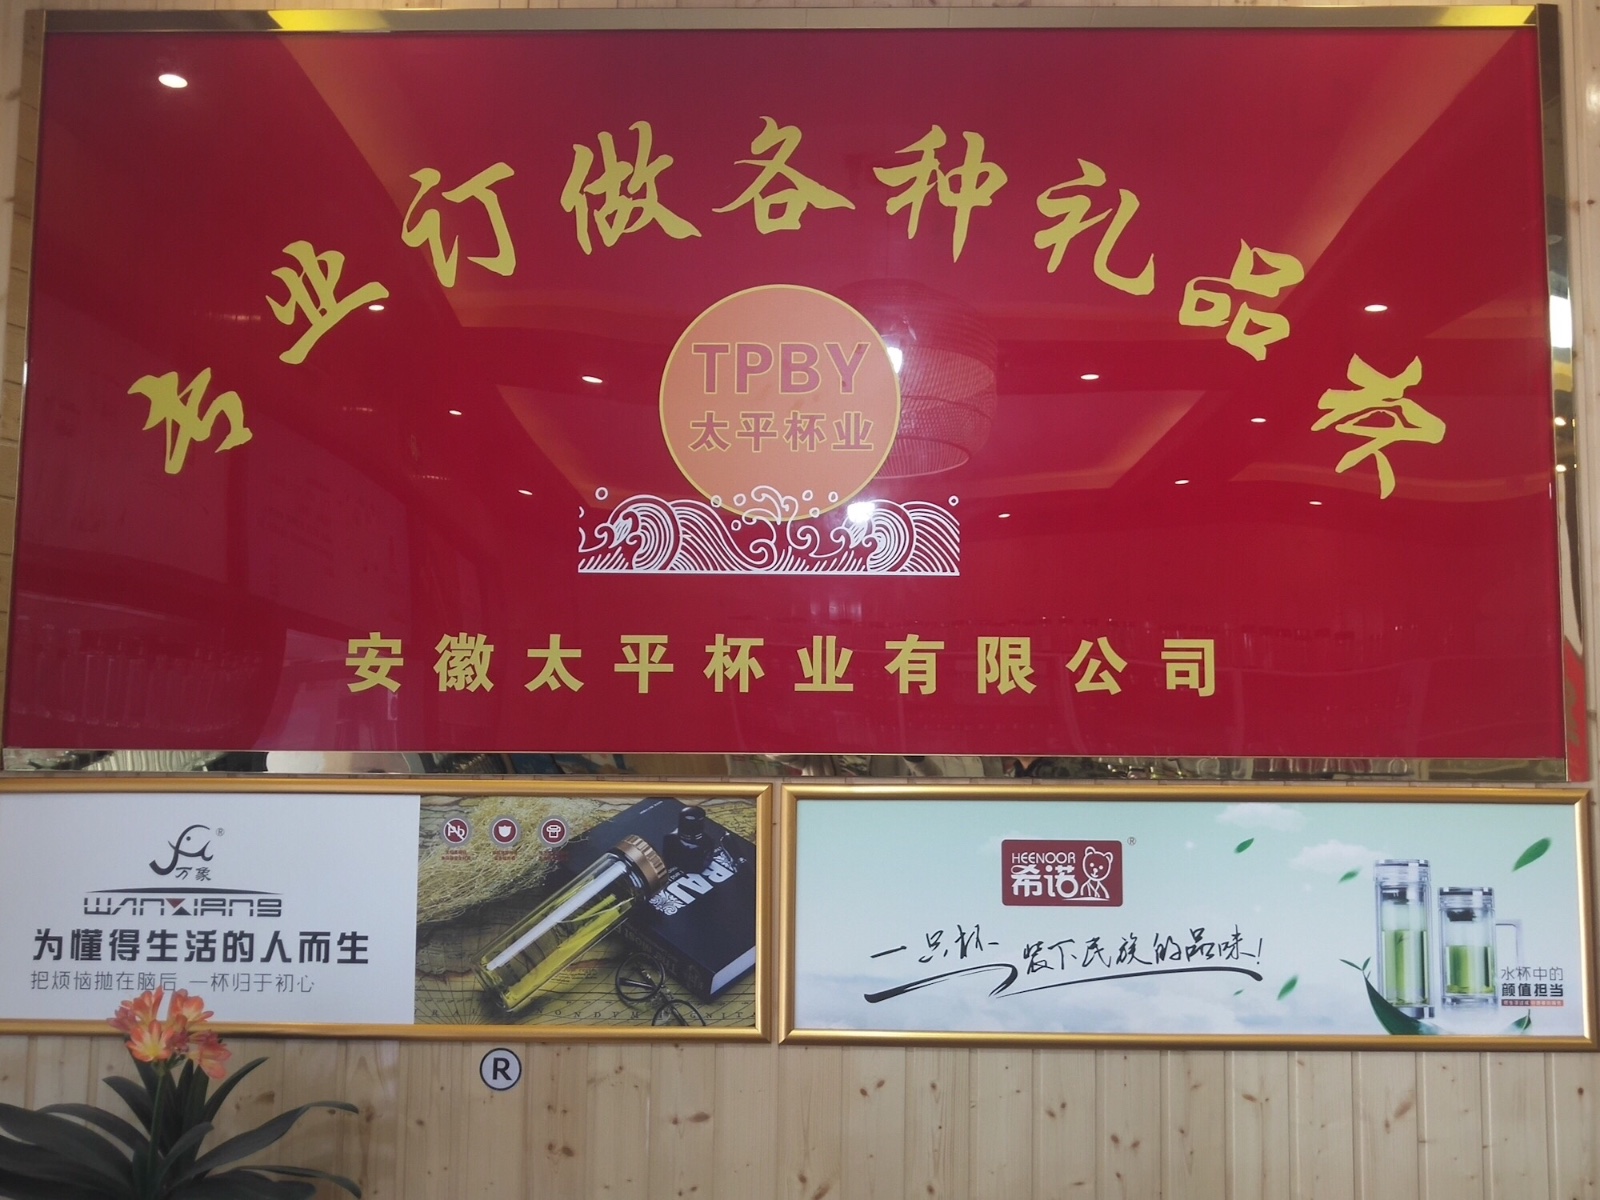 专业订做各种礼品杯
TPBY
太平杯业
安徽太平杯业有限公司
万象
®
WANXIANG
为懂得生活的人而生
把烦恼抛在脑后 一杯归于初心
Pb
HEENOOR
希诺
®
一只杯 装下民族的品味!
水杯中的
颜值担当
®